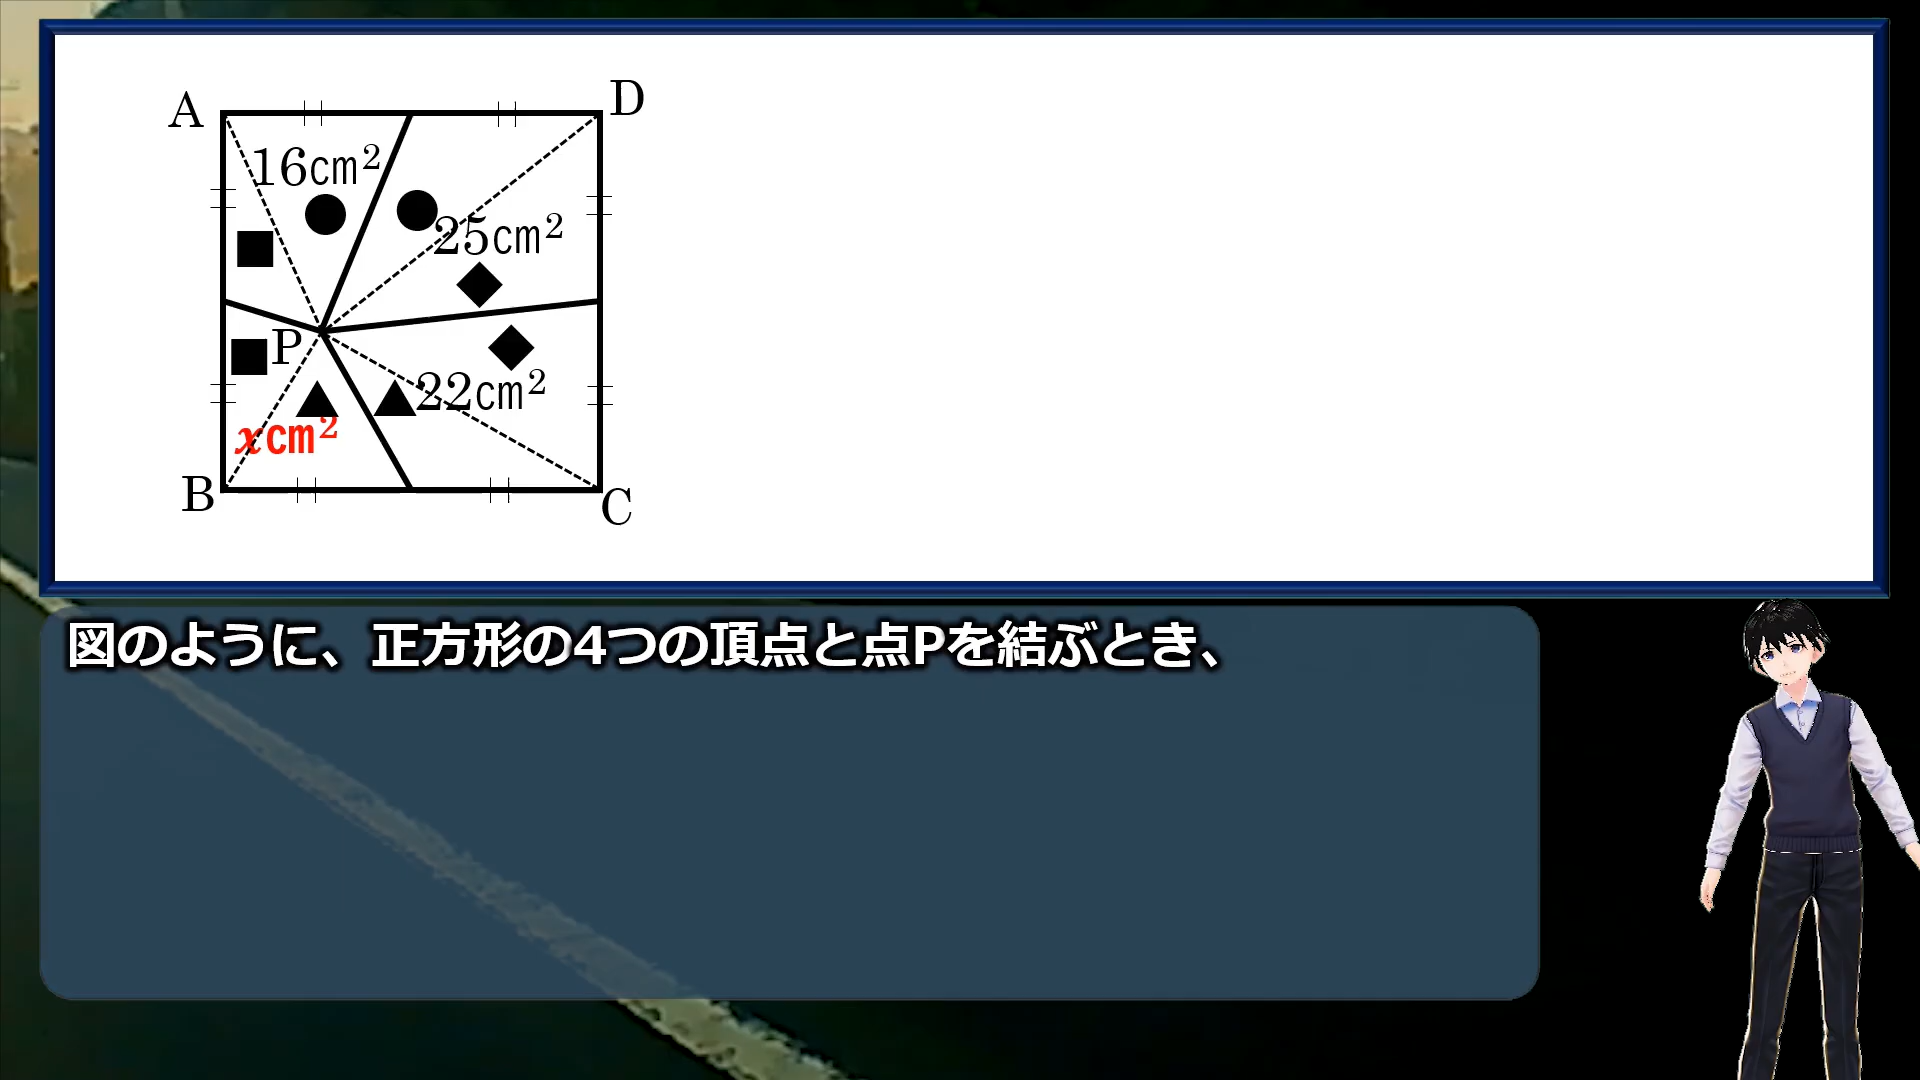 A
D
16cm²
25cm²
P
22cm²
xcm²
B
C
図のように、正方形の4つの頂点と点Pを結ぶとき、